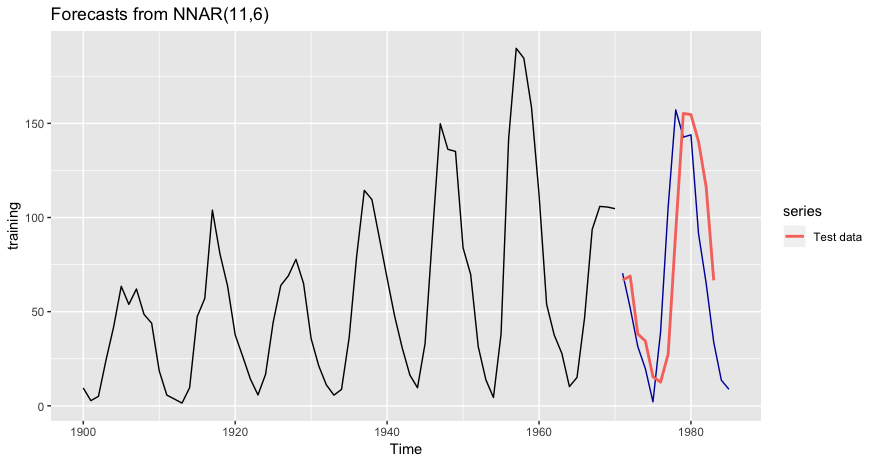 Forecasts from NNAR(11,6)
150
100
50
0
training
1900
1920
1940
1960
1980
Time
series
Test data